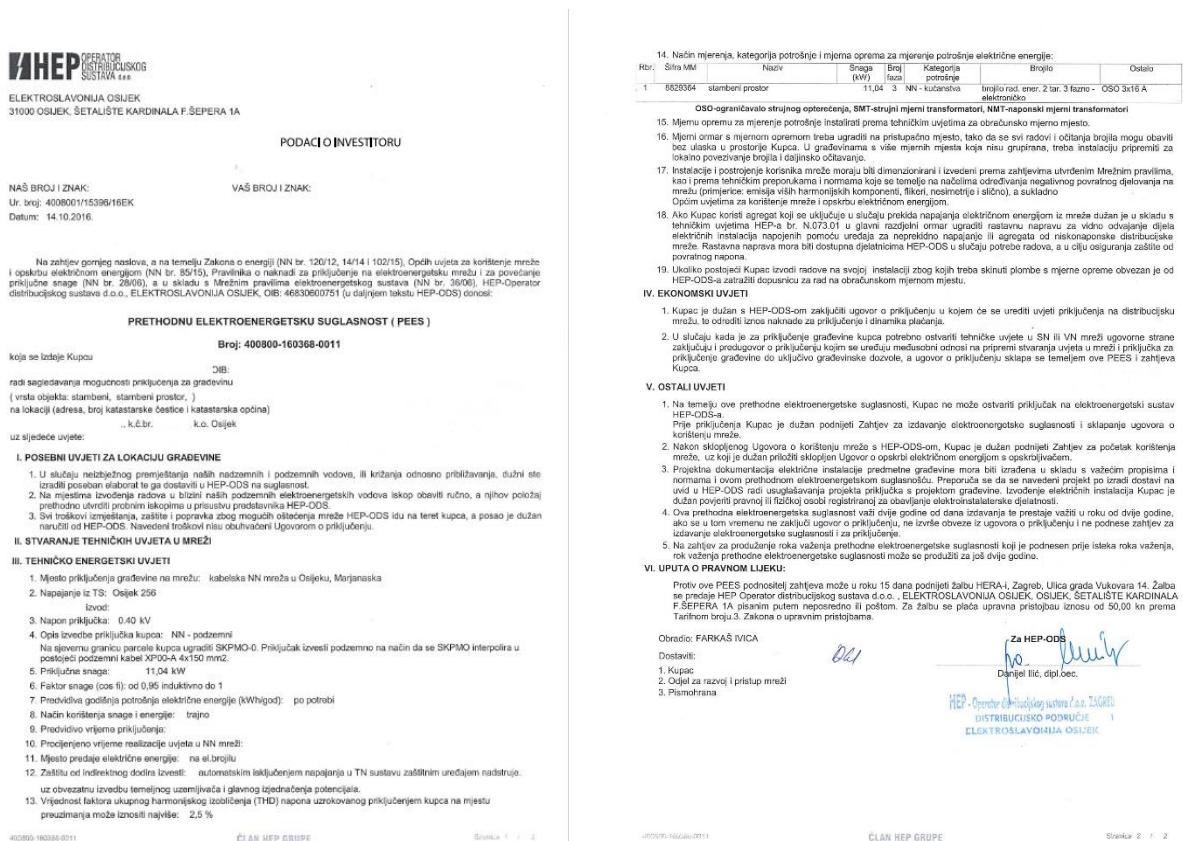 HEP OPERATOR
DISTRIBUCIJSKOG
SUSTAVA d.o.o.
ELEKTROSLAVONIJA OSIJEK
31000 OSIJEK, ŠETALIŠTE KARDINALA F.ŠEPERA 1A
PODACI O INVESTITORU
NAŠ BROJ I ZNAK: VAŠ BROJ I ZNAK:
Ur. broj: 4008001/15396/16EK
Datum: 14.10.2016.
Na zahtjev gornjeg naslova, a na temelju Zakona o energiji (NN br. 120/12, 14/14 i 102/15), Općih uvjeta za korištenje mreže
i opskrbu električnom energijom (NN br. 85/15), Pravilnika o naknadi za priključenje na elektroenergetsku mrežu i za povećanje
priključne snage (NN br. 28/06), a u skladu s Mrežnim pravilima elektroenergetskog sustava (NN br. 36/06), HEP-Operator
distribucijskog sustava d.o.o., ELEKTROSLAVONIJA OSIJEK, OIB: 46830600751 (u daljnjem tekstu HEP-ODS) donosi:
PRETHODNU ELEKTROENERGETSKU SUGLASNOST ( PEES )
Broj: 400800-160368-0011
koja se izdaje Kupcu
OIB:
radi sagledavanja mogućnosti priključenja za građevinu
( vrsta objekta: stambeni, stambeni prostor, )
na lokaciji (adresa, broj katastarske čestice i katastarska općina)
., k.č.br. k.o. Osijek
uz sljedeće uvjete:
I. POSEBNI UVJETI ZA LOKACIJU GRAĐEVINE
1. U slučaju neizbježnog premještanja naših nadzemnih i podzemnih vodova, ili križanja odnosno približavanja, dužni ste
izraditi poseban elaborat te ga dostaviti u HEP-ODS na suglasnost.
2. Na mjestima izvođenja radova u blizini naših podzemnih elektroenergetskih vodova iskop obaviti ručno, a njihov položaj
prethodno utvrditi probnim iskopima u prisustvu predstavnika HEP-ODS.
3. Svi troškovi izmještanja, zaštite i popravka zbog mogućih oštećenja mreže HEP-ODS idu na teret kupca, a posao je dužan
naručiti od HEP-ODS. Navedeni troškovi nisu obuhvaćeni Ugovorom o priključenju.
II. STVARANJE TEHNIČKIH UVJETA U MREŽI
III. TEHNIČKO ENERGETSKI UVJETI
1. Mjesto priključenja građevine na mrežu: kabelska NN mreža u Osijeku, Marjanaska
2. Napajanje iz TS: Osijek 256
izvod:
3. Napon priključka: 0.40 kV
4. Opis izvedbe priključka kupca: NN - podzemni
Na sjevernu granicu parcele kupca ugraditi SKPMO-0. Priključak izvesti podzemno na način da se SKPMO interpolira u
postojeći podzemni kabel XP00-A 4x150 mm2.
5. Priključna snaga: 11,04 kW
6. Faktor snage (cos fi): od 0,95 induktivno do 1
7. Predvidiva godišnja potrošnja električne energije (kWh/god): po potrebi
8. Način korištenja snage i energije: trajno
9. Predvidivo vrijeme priključenja:
10. Procijenjeno vrijeme realizacije uvjeta u NN mreži:
11. Mjesto predaje električne energije: na el.brojilu
12. Zaštitu od indirektnog dodira izvesti: automatskim isključenjem napajanja u TN sustavu zaštitnim uređajem nadstruje.
uz obvezatnu izvedbu temeljnog uzemljivača i glavnog izjednačenja potencijala.
13. Vrijednost faktora ukupnog harmonijskog izobličenja (THD) napona uzrokovanog priključenjem kupca na mjestu
preuzimanja može iznositi najviše: 2,5 %
400800-160368-0011 ČLAN HEP GRUPE Stranica 1 / 2
14. Način mjerenja, kategorija potrošnje i mjerna oprema za mjerenje potrošnje električne energije:
Rbr. Šifra MM Naziv Snaga (kW) Broj faza Kategorija potrošnje Brojilo Ostalo
1 8829364 stambeni prostor 11,04 3 NN - kućanstva brojilo rad. ener. 2 tar. 3 fazno - elektroničko OSO 3x16 A
OSO-ograničavalo strujnog opterećenja, SMT-strujni mjerni transformatori, NMT-naponski mjerni transformatori
15. Mjernu opremu za mjerenje potrošnje instalirati prema tehničkim uvjetima za obračunsko mjerno mjesto.
16. Mjerni ormar s mjernom opremom treba ugraditi na pristupačno mjesto, tako da se svi radovi i očitanja brojila mogu obaviti
bez ulaska u prostorije Kupca. U građevinama s više mjernih mjesta koja nisu grupirana, treba instalaciju pripremiti za
lokalno povezivanje brojila i daljinsko očitavanje.
17. Instalacije i postrojenje korisnika mreže moraju biti dimenzionirani i izvedeni prema zahtjevima utvrđenim Mrežnim pravilima,
kao i prema tehničkim preporukama i normama koje se temelje na načelima određivanja negativnog povratnog djelovanja na
mrežu (primjerice: emisija viših harmonijskih komponenti, flikeri, nesimetrije i slično), a sukladno
Općim uvjetima za korištenje mreže i opskrbu električnom energijom.
18. Ako Kupac koristi agregat koji se uključuje u slučaju prekida napajanja električnom energijom iz mreže dužan je u skladu s
tehničkim uvjetima HEP-a br. N.073.01 u glavni razdjelni ormar ugraditi rastavnu napravu za vidno odvajanje dijela
električnih instalacija napojenih pomoću uređaja za neprekidno napajanje ili agregata od niskonaponske distribucijske
mreže. Rastavna naprava mora biti dostupna djelatnicima HEP-ODS u slučaju potrebe radova, a u cilju osiguranja zaštite od
povratnog napona.
19. Ukoliko postojeći Kupac izvodi radove na svojoj instalaciji zbog kojih treba skinuti plombe s mjerne opreme obvezan je od
HEP-ODS-a zatražiti dopusnicu za rad na obračunskom mjernom mjestu.
IV. EKONOMSKI UVJETI
1. Kupac je dužan s HEP-ODS-om zaključiti ugovor o priključenju u kojem će se urediti uvjeti priključenja na distribucijsku
mrežu, te odrediti iznos naknade za priključenje i dinamika plaćanja.
2. U slučaju kada je za priključenje građevine kupca potrebno ostvariti tehničke uvjete u SN ili VN mreži ugovorne strane
zaključuju i predugovor o priključenju kojim se uređuju međusobni odnosi na pripremi stvaranja uvjeta u mreži i priključka za
priključenje građevine do uključivo građevinske dozvole, a ugovor o priključenju sklapa se temeljem ove PEES i zahtjeva
Kupca.
V. OSTALI UVJETI
1. Na temelju ove prethodne elektroenergetske suglasnosti, Kupac ne može ostvariti priključak na elektroenergetski sustav
HEP-ODS-a.
Prije priključenja Kupac je dužan podnijeti Zahtjev za izdavanje elektroenergetske suglasnosti i sklapanje ugovora o
korištenju mreže.
2. Nakon sklopljenog Ugovora o korištenju mreže s HEP-ODS-om, Kupac je dužan podnijeti Zahtjev za početak korištenja
mreže, uz koji je dužan priložiti sklopljen Ugovor o opskrbi električnom energijom s opskrbljivačem.
3. Projektna dokumentacija električne instalacije predmetne građevine mora biti izrađena u skladu s važećim propisima i
normama i ovom prethodnom elektroenergetskom suglasnošću. Preporuča se da se navedeni projekt po izradi dostavi na
uvid u HEP-ODS radi usuglašavanja projekta priključka s projektom građevine. Izvođenje električnih instalacija Kupac je
dužan povjeriti pravnoj ili fizičkoj osobi registriranoj za obavljanje elektroinstalaterske djelatnosti.
4. Ova prethodna elektroenergetska suglasnost važi dvije godine od dana izdavanja te prestaje važiti u roku od dvije godine,
ako se u tom vremenu ne zaključi ugovor o priključenju, ne izvrše obveze iz ugovora o priključenju i ne podnese zahtjev za
izdavanje elektroenergetske suglasnosti i za priključenje.
5. Na zahtjev za produženje roka važenja prethodne elektroenergetske suglasnosti koji je podnesen prije isteka roka važenja,
rok važenja prethodne elektroenergetske suglasnosti može se produžiti za još dvije godine.
VI. UPUTA O PRAVNOM LIJEKU:
Protiv ove PEES podnositelj zahtjeva može u roku 15 dana podnijeti žalbu HERA-i, Zagreb, Ulica grada Vukovara 14. Žalba
se predaje HEP Operator distribucijskog sustava d.o.o. , ELEKTROSLAVONIJA OSIJEK, OSIJEK, ŠETALIŠTE KARDINALA
F.ŠEPERA 1A pisanim putem neposredno ili poštom. Za žalbu se plaća upravna pristojbau iznosu od 50,00 kn prema
Tarifnom broju.3. Zakona o upravnim pristojbama.
Obradio: FARKAŠ IVICA Za HEP-ODS
Dostaviti:
1. Kupac Danijel Ilić, dipl.oec.
2. Odjel za razvoj i pristup mreži
3. Pismohrana
HEP - Operator distribucijskog sustava d.o.o. ZAGREB
DISTRIBUCIJSKO PODRUČJE 1
ELEKTROSLAVONIJA OSIJEK
400800-160368-0011 ČLAN HEP GRUPE Stranica 2 / 2